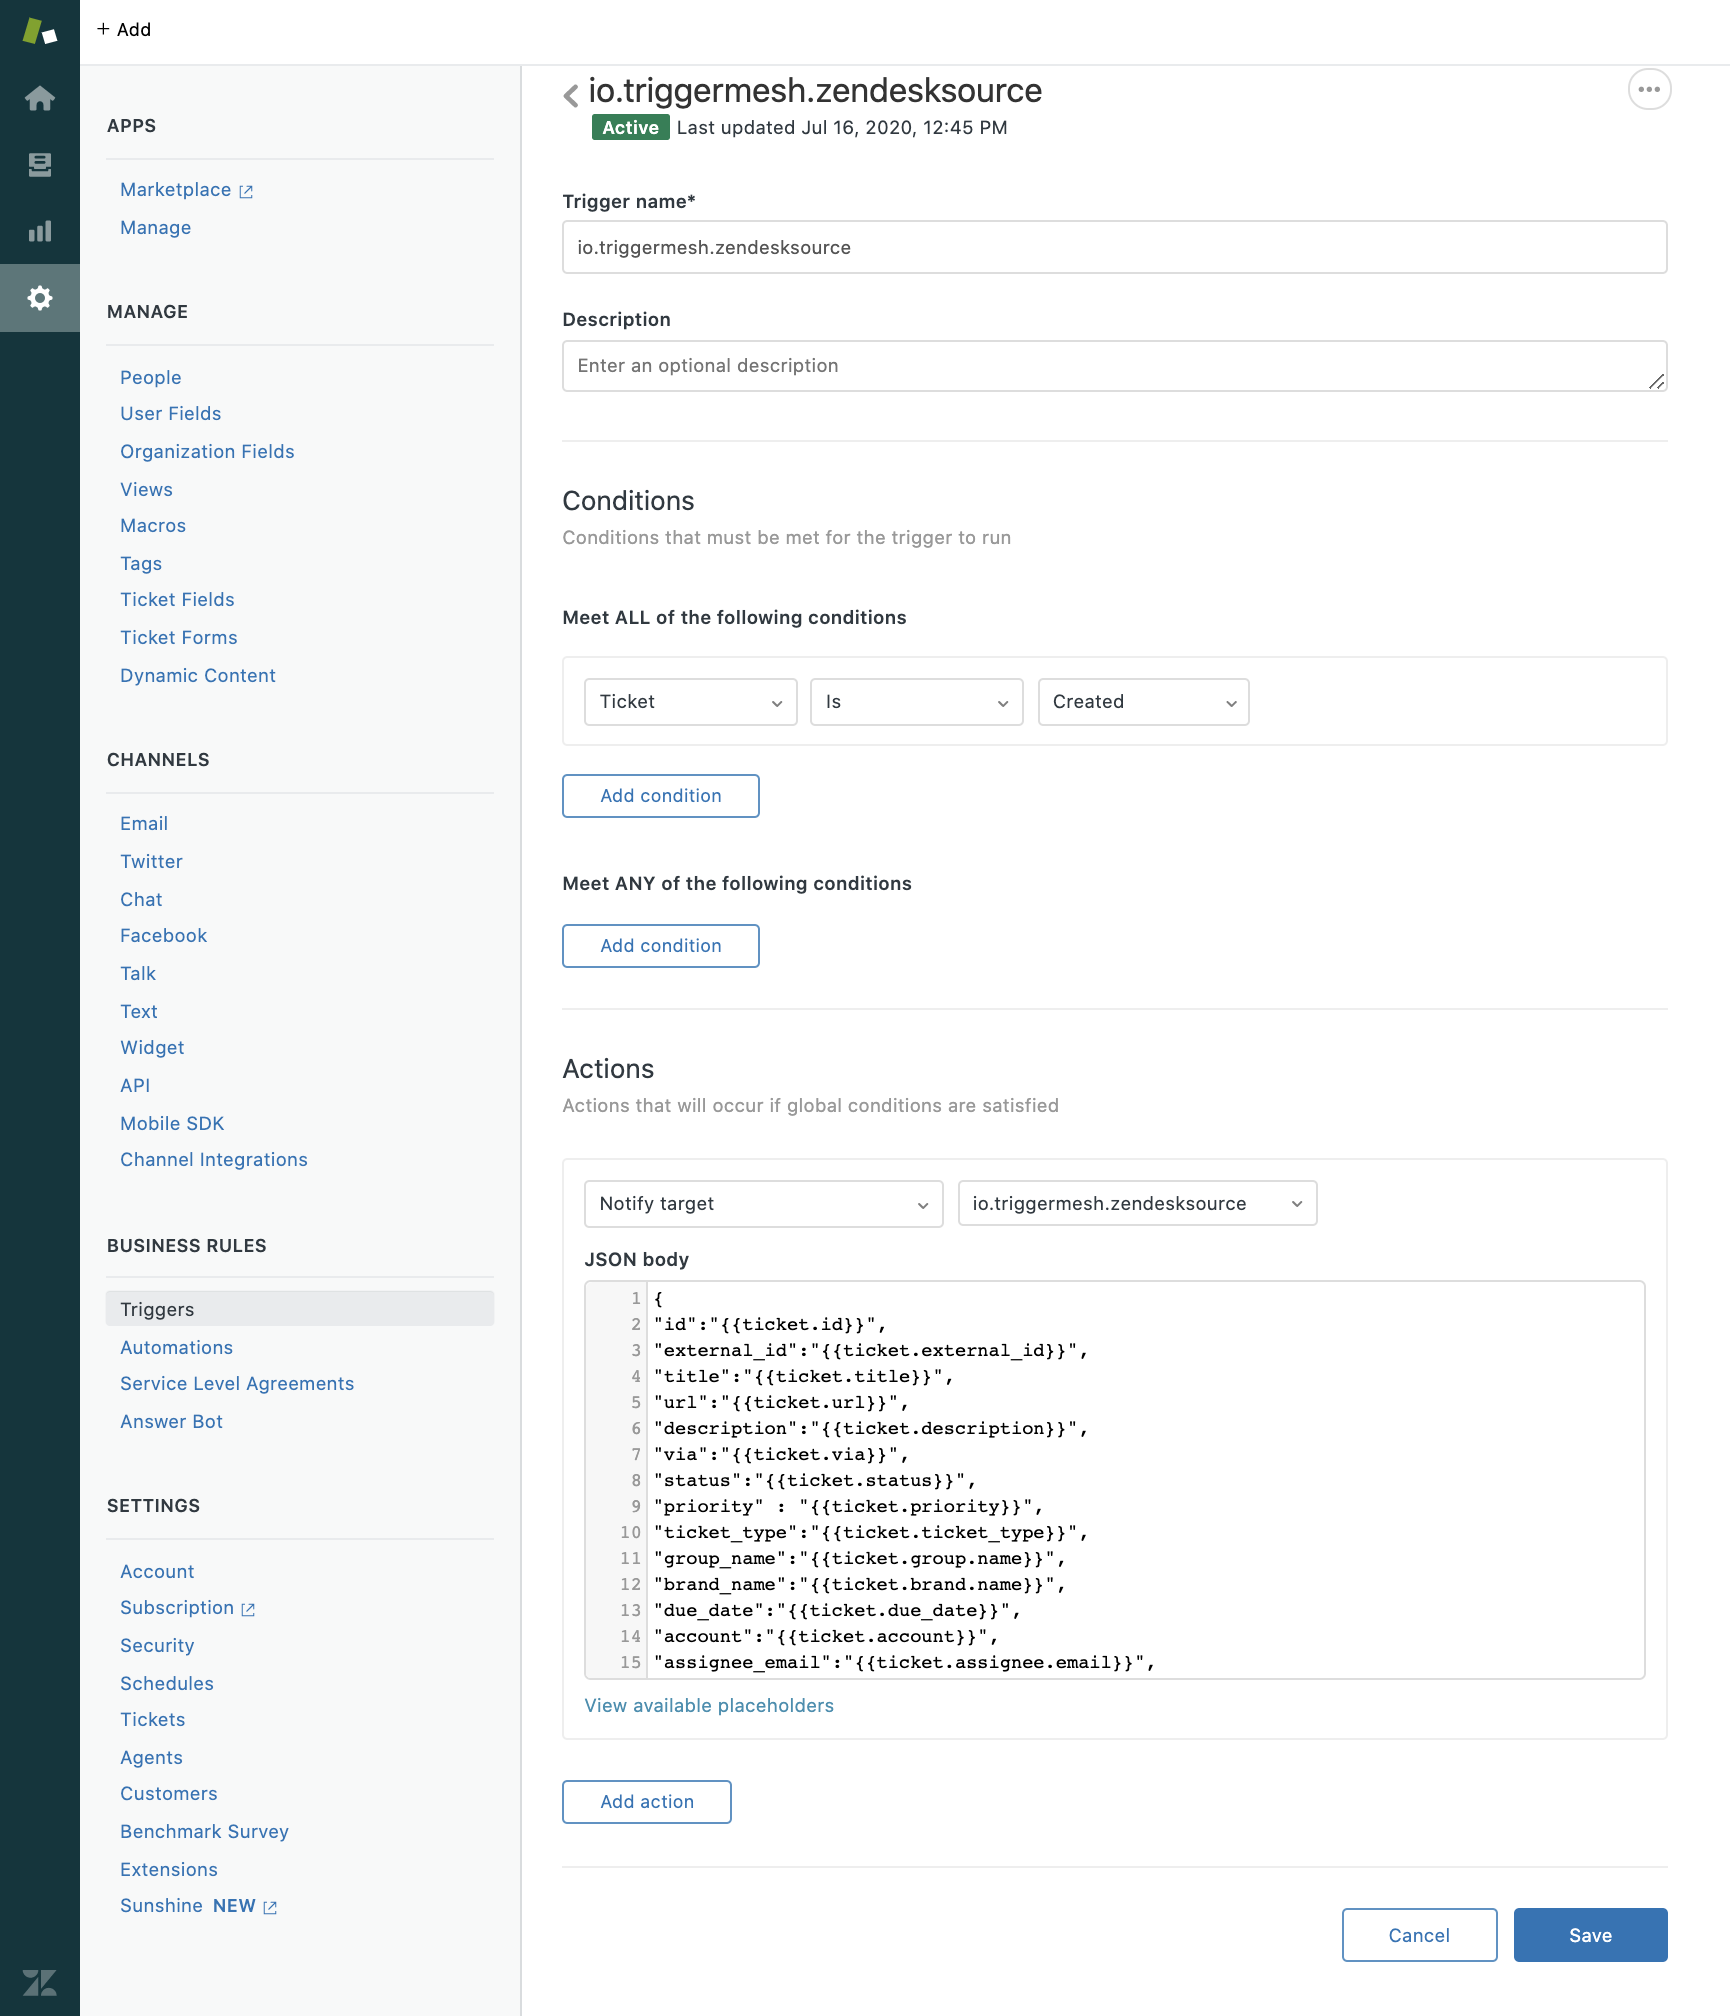 + Add
APPS
Marketplace
Manage
MANAGE
People
User Fields
Organization Fields
Views
Macros
Tags
Ticket Fields
Ticket Forms
Dynamic Content
CHANNELS
Email
Twitter
Chat
Facebook
Talk
Text
Widget
API
Mobile SDK
Channel Integrations
BUSINESS RULES
Triggers
Automations
Service Level Agreements
Answer Bot
SETTINGS
Account
Subscription
Security
Schedules
Tickets
Agents
Customers
Benchmark Survey
Extensions
Sunshine NEW
io.triggermesh.zendesksource
Active Last updated Jul 16, 2020, 12:45 PM
Trigger name*
io.triggermesh.zendesksource
Description
Enter an optional description
Conditions
Conditions that must be met for the trigger to run
Meet ALL of the following conditions
Ticket Is Created
Add condition
Meet ANY of the following conditions
Add condition
Actions
Actions that will occur if global conditions are satisfied
Notify target io.triggermesh.zendesksource
JSON body
1 {
2 "id":"{{ticket.id}}",
3 "external_id":"{{ticket.external_id}}",
4 "title":"{{ticket.title}}",
5 "url":"{{ticket.url}}",
6 "description":"{{ticket.description}}",
7 "via":"{{ticket.via}}",
8 "status":"{{ticket.status}}",
9 "priority" : "{{ticket.priority}}",
10 "ticket_type":"{{ticket.ticket_type}}",
11 "group_name":"{{ticket.group.name}}",
12 "brand_name":"{{ticket.brand.name}}",
13 "due_date":"{{ticket.due_date}}",
14 "account":"{{ticket.account}}",
15 "assignee_email":"{{ticket.assignee.email}}",
View available placeholders
Add action
Cancel Save